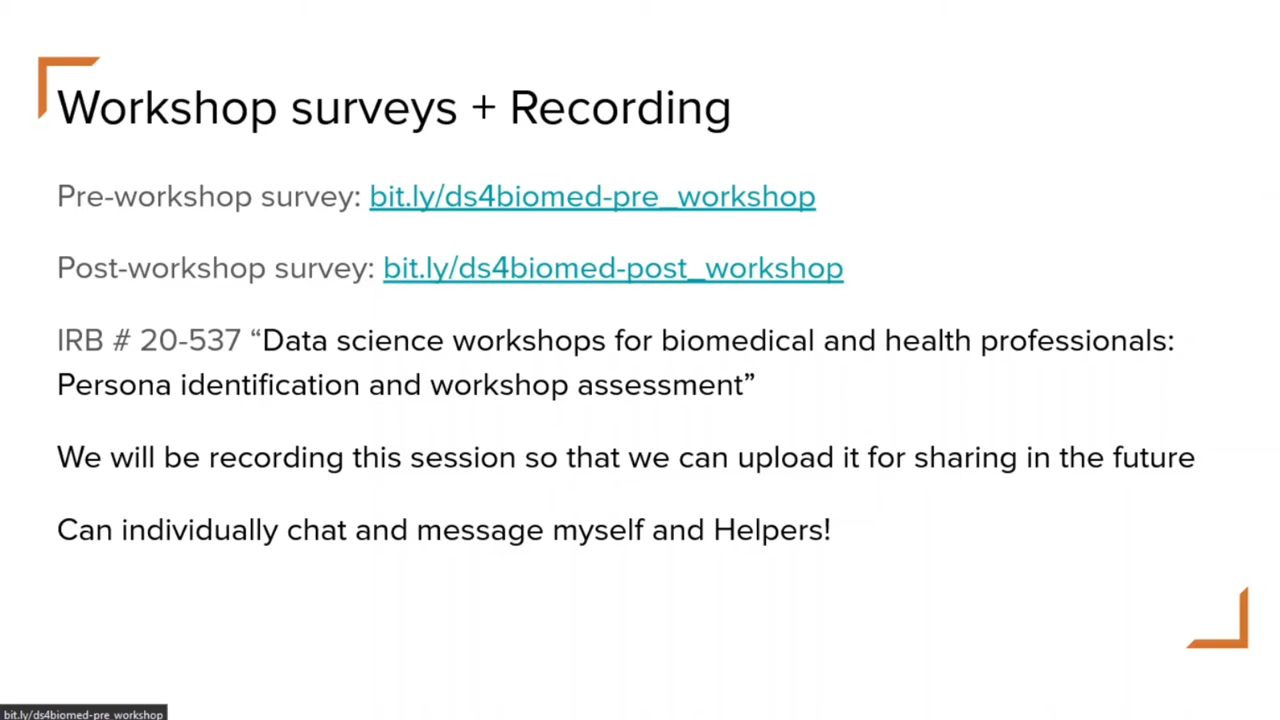 Workshop surveys + Recording
Pre-workshop survey: bit.ly/ds4biomed-pre_workshop
Post-workshop survey: bit.ly/ds4biomed-post_workshop
IRB # 20-537 “Data science workshops for biomedical and health professionals:
Persona identification and workshop assessment”
We will be recording this session so that we can upload it for sharing in the future
Can individually chat and message myself and Helpers!
bit.ly/ds4biomed-pre_workshop